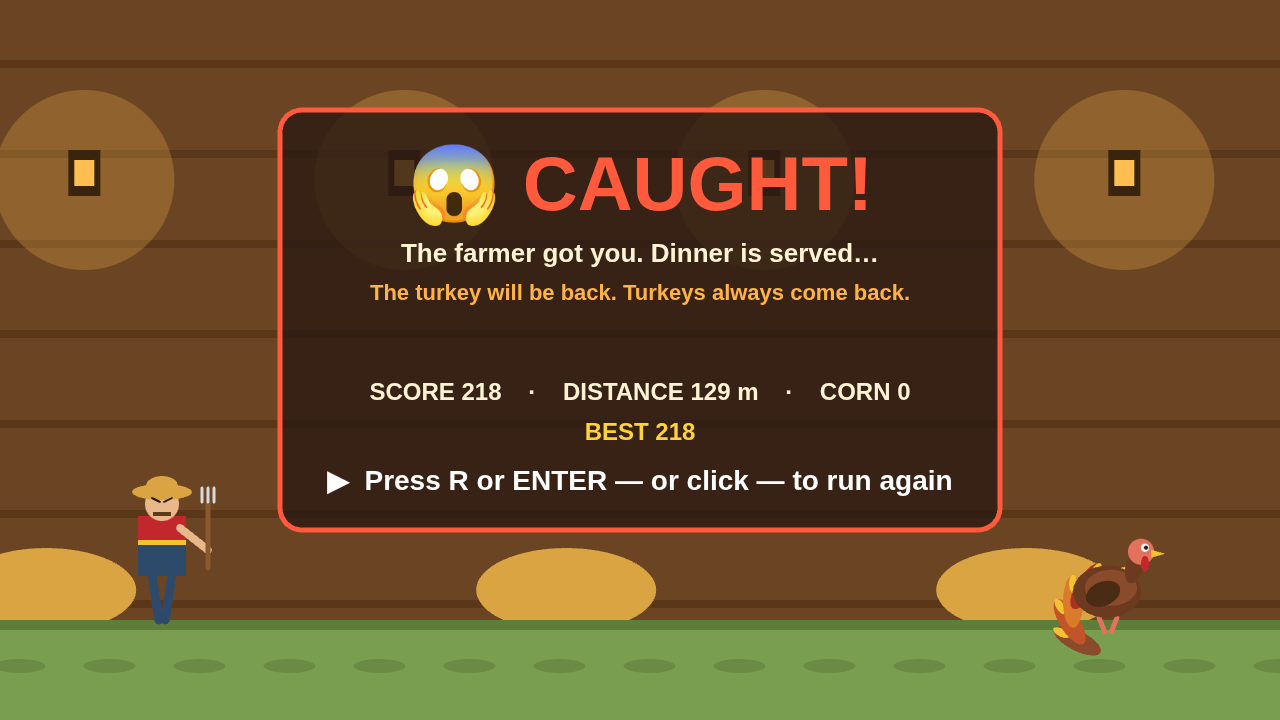 😱 CAUGHT!
The farmer got you. Dinner is served…
The turkey will be back. Turkeys always come back.
SCORE 218 · DISTANCE 129 m · CORN 0
BEST 218
▶ Press R or ENTER — or click — to run again